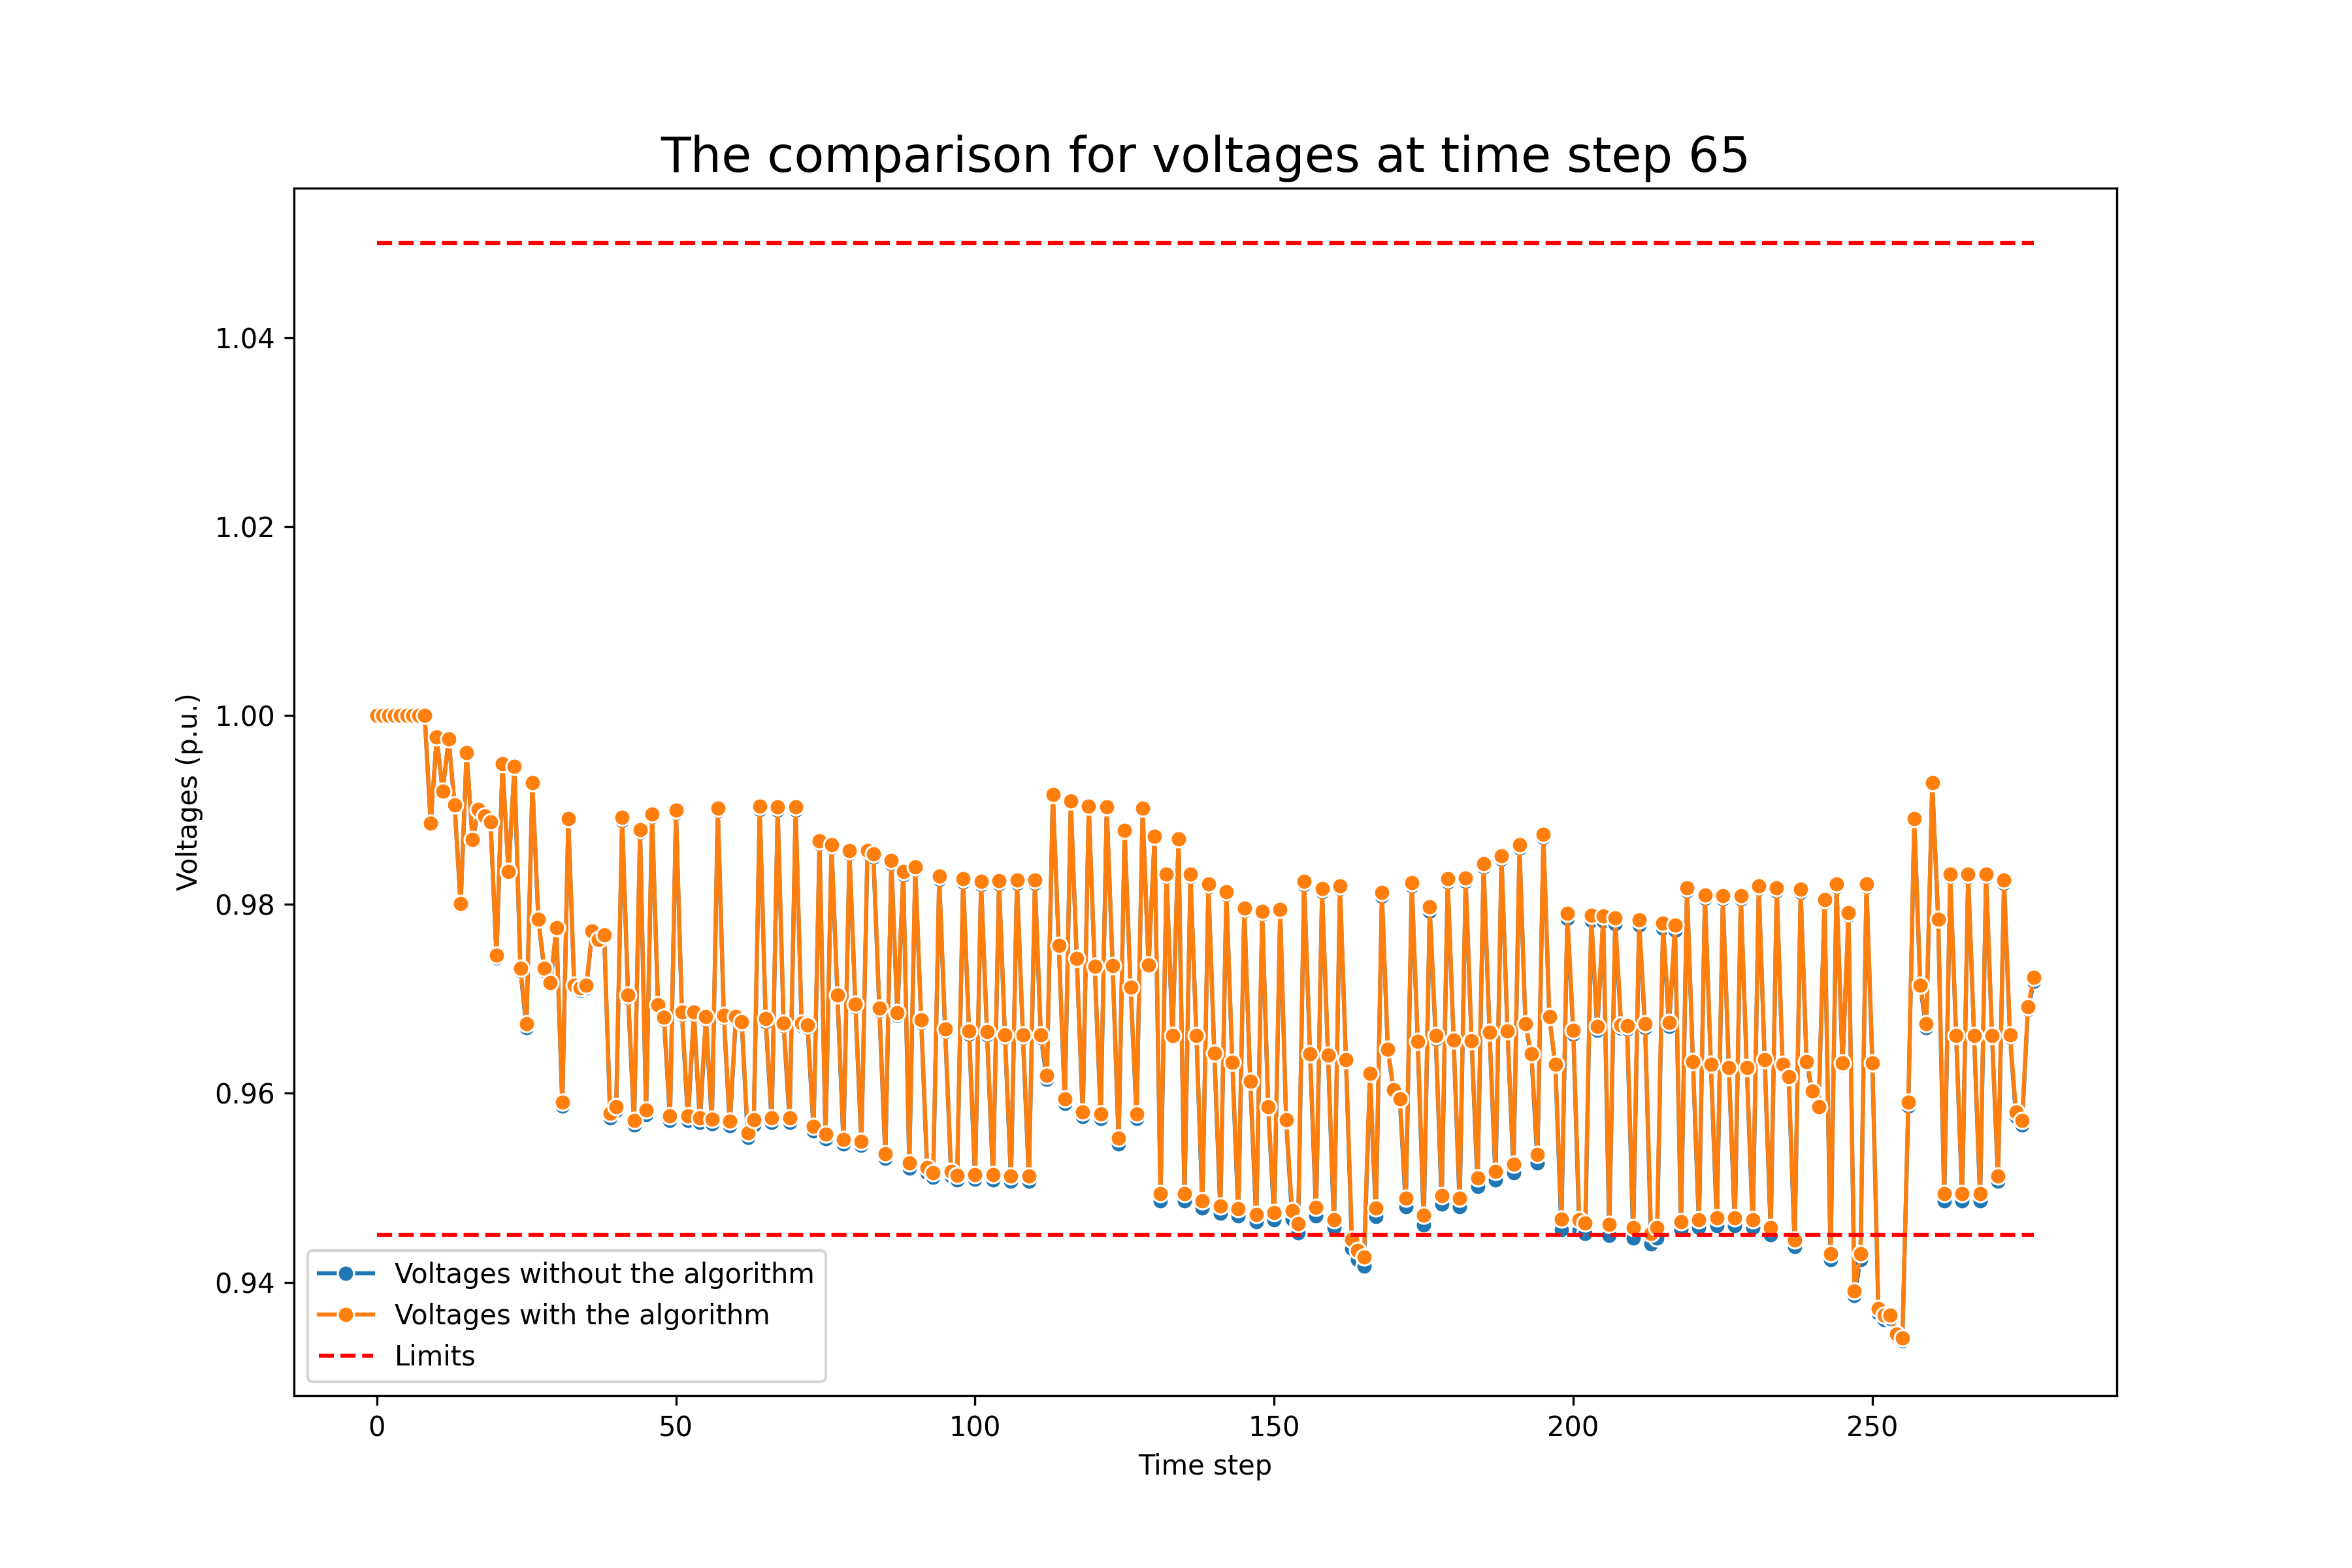 The comparison for voltages at time step 65
Voltages (p.u.)
1.04
1.02
1.00
0.98
0.96
0.94
Voltages without the algorithm
Voltages with the algorithm
Limits
0 50 100 150 200 250
Time step